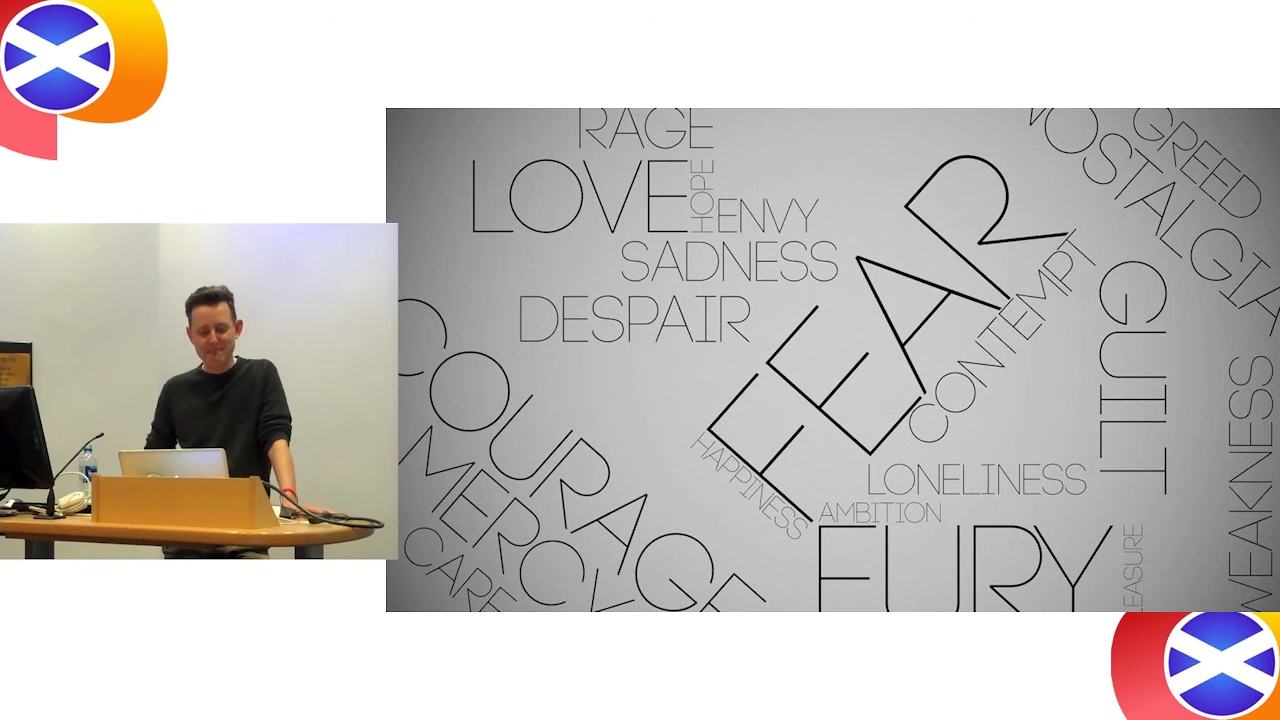 RAGE
LOVE
HOPE
ENVY
SADNESS
DESPAIR
FEAR
CONTEMPT
NOSTALGIA
GREED
GUILT
WEAKNESS
COURAGE
MERCY
CARE
HAPPINESS
LONELINESS
AMBITION
FURY
LEASURE